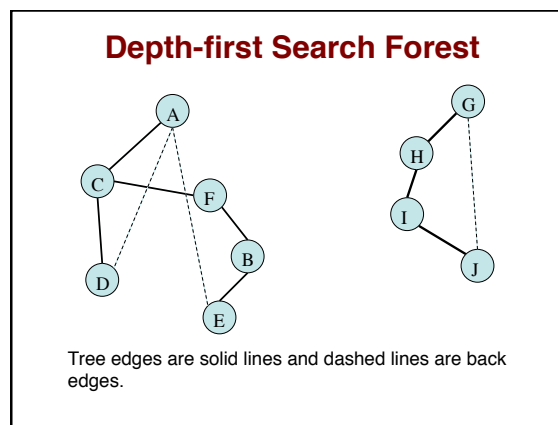 Depth-first Search Forest
A
G
H
C
F
I
B
J
D
E
Tree edges are solid lines and dashed lines are back
edges.